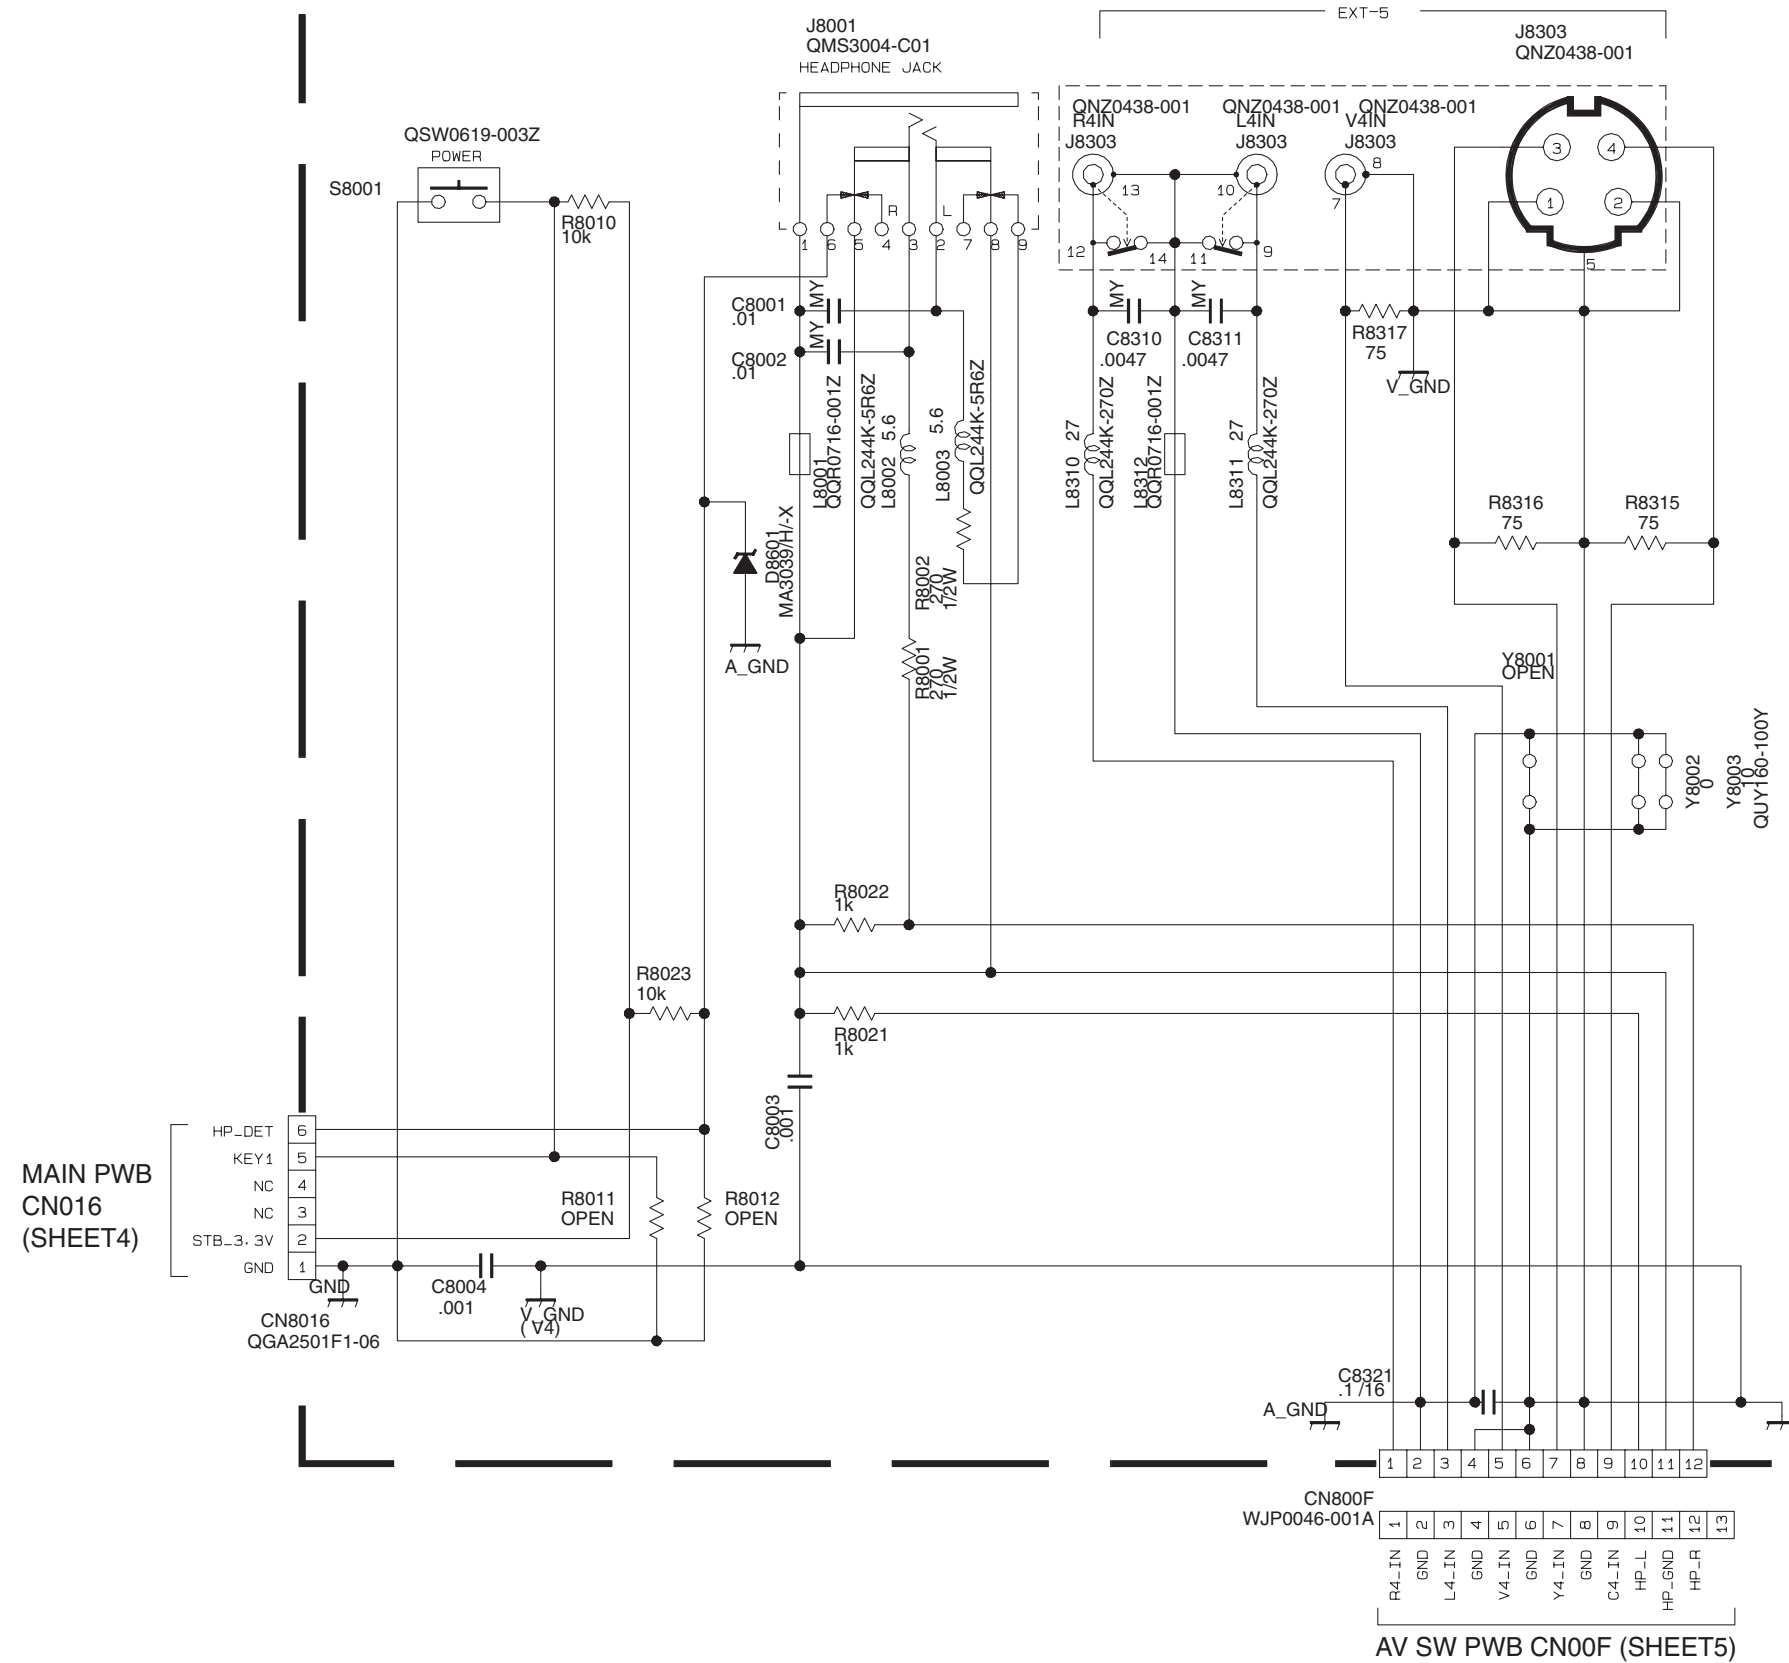 EXT-5
J8001
QMS3004-C01
HEADPHONE JACK
J8303
QNZ0438-001
QNZ0438-001
R4IN
J8303
QNZ0438-001
L4IN
J8303
QNZ0438-001
V4IN
J8303
QSW0619-003Z
POWER
S8001
R8010
10k
R
L
1
6
5
4
3
2
7
8
9
13
10
8
7
12
14
11
9
3
4
1
2
5
C8001
.01
MY
C8002
.01
MY
MY
C8310
.0047
MY
C8311
.0047
R8317
75
V_GND
L8001
QQR0716-001Z
QQL244K-5R6Z
L8002
5.6
L8003
5.6
QQL244K-5R6Z
L8310
27
QQL244K-270Z
L8312
QQR0716-001Z
L8311
27
QQL244K-270Z
R8316
75
R8315
75
D8601
MA3039/H/-X
A_GND
R8002
270
1/2W
R8001
270
1/2W
Y8001
OPEN
Y8002
0
Y8003
10
QUY160-100Y
R8022
1k
R8023
10k
R8021
1k
C8003
.001
MAIN PWB
CN016
(SHEET4)
HP_DET 6
KEY1 5
NC 4
NC 3
STB_3.3V 2
GND 1
R8011
OPEN
R8012
OPEN
GND
C8004
.001
V_GND
( V4)
CN8016
QGA2501F1-06
C8321
.1 /16
A_GND
1 2 3 4 5 6 7 8 9 10 11 12
CN800F
WJP0046-001A
1 2 3 4 5 6 7 8 9 10 11 12 13
R4_IN
GND
L4_IN
GND
V4_IN
GND
Y4_IN
GND
C4_IN
HP_L
HP_GND
HP_R
AV SW PWB CN00F (SHEET5)